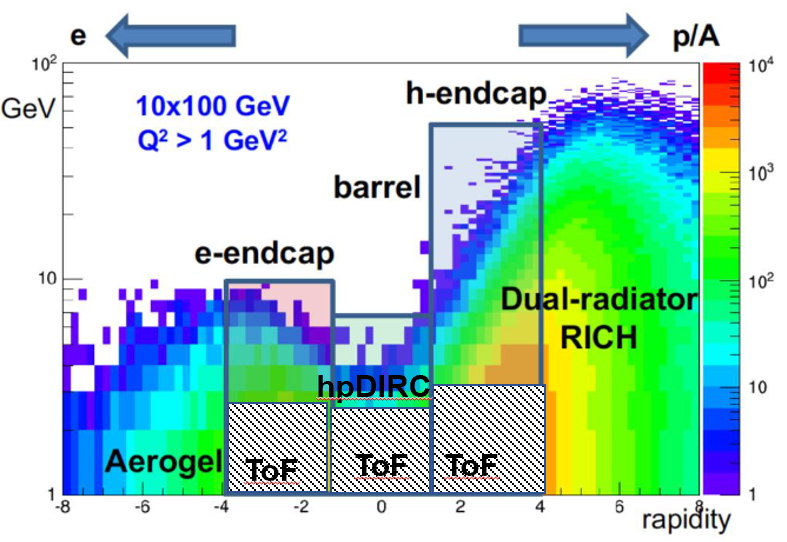 e
p/A
10²
GeV
10x100 GeV
Q² > 1 GeV²
h-endcap
barrel
e-endcap
10
Dual-radiator
RICH
hpDIRC
Aerogel
ToF
ToF
ToF
1
-8 -6 -4 -2 0 2 4 6 8
rapidity
10⁴
10³
10²
10
1